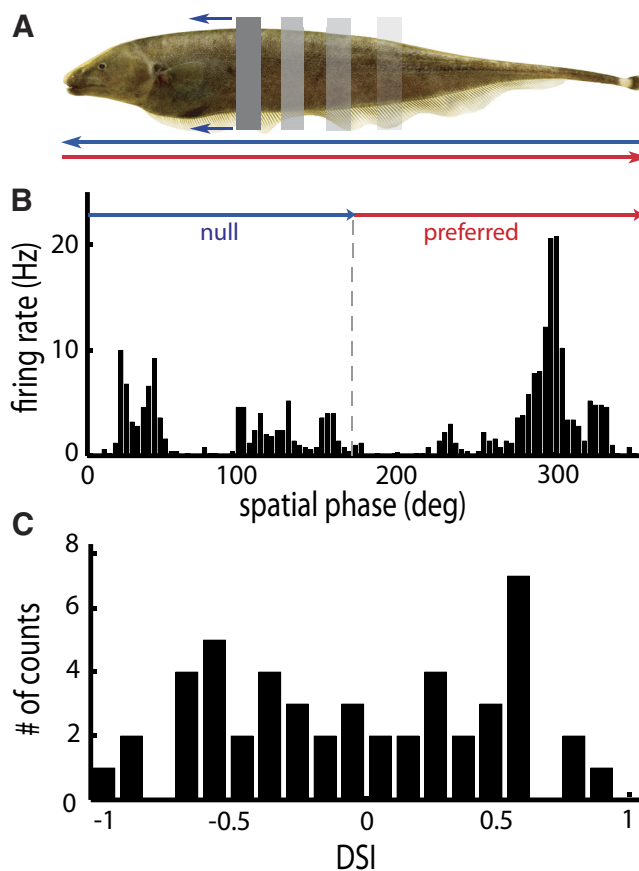 A
B
null
preferred
20
10
0
firing rate (Hz)
0
100
200
300
spatial phase (deg)
C
8
6
4
2
0
# of counts
-1
-0.5
0
0.5
1
DSI